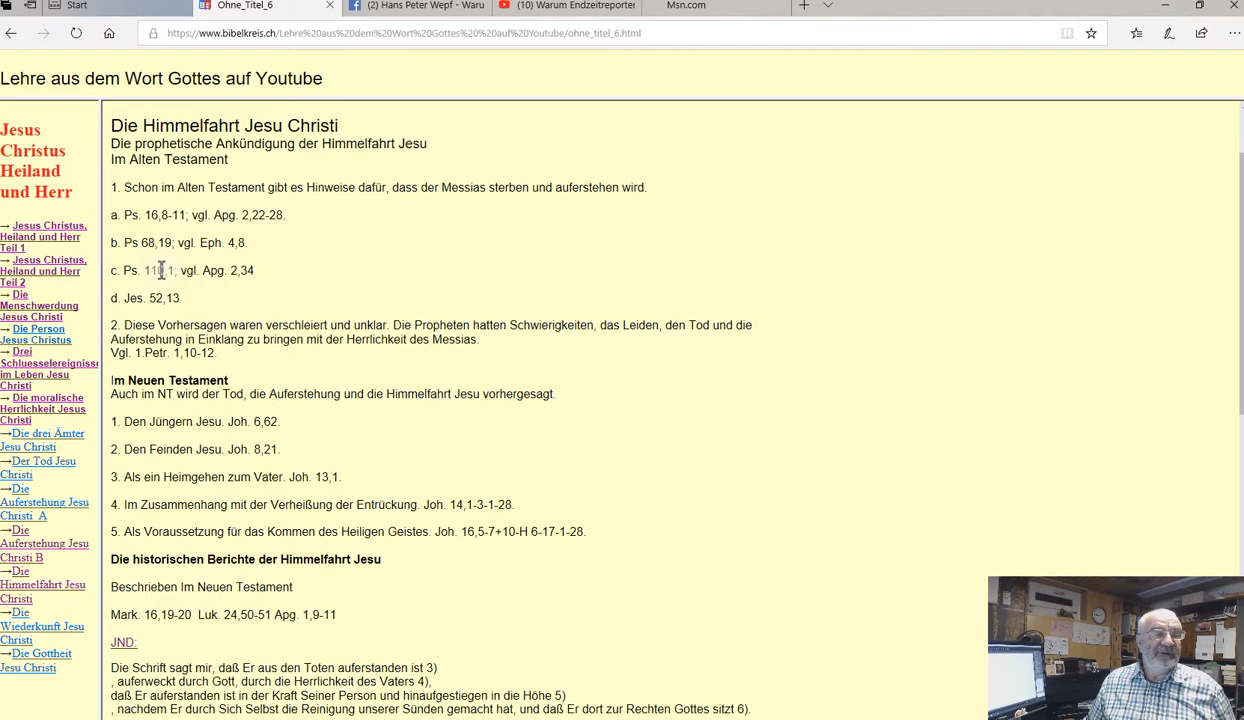 Start
Ohne_Titel_6
(2) Hans Peter Wepf - Waru
(10) Warum Endzeitreporter
Msn.com
https://www.bibelkreis.ch/Lehre%20aus%20dem%20Wort%20Gottes%20%20auf%20Youtube/ohne_titel_6.html
Lehre aus dem Wort Gottes auf Youtube
Jesus
Christus
Heiland
und Herr
→ Jesus Christus,
Heiland und Herr
Teil 1
→ Jesus Christus,
Heiland und Herr
Teil 2
→ Die
Menschwerdung
Jesus Christi
→ Die Person
Jesus Christus
→ Drei
Schluesselereignisse
im Leben Jesu
Christi
→ Die moralische
Herrlichkeit Jesus
Christi
→Die drei Ämter
Jesu Christi
→Der Tod Jesu
Christi
→Die
Auferstehung Jesu
Christi A
→Die
Auferstehung Jesu
Christi B
→Die
Himmelfahrt Jesu
Christi
→Die
Wiederkunft Jesu
Christi
→Die Gottheit
Jesu Christi
Die Himmelfahrt Jesu Christi
Die prophetische Ankündigung der Himmelfahrt Jesu
Im Alten Testament
1. Schon im Alten Testament gibt es Hinweise dafür, dass der Messias sterben und auferstehen wird.
a. Ps. 16,8-11; vgl. Apg. 2,22-28.
b. Ps 68,19; vgl. Eph. 4,8.
c. Ps. 110,1; vgl. Apg. 2,34
d. Jes. 52,13
2. Diese Vorhersagen waren verschleiert und unklar. Die Propheten hatten Schwierigkeiten, das Leiden, den Tod und die
Auferstehung in Einklang zu bringen mit der Herrlichkeit des Messias.
Vgl. 1.Petr. 1,10-12.
Im Neuen Testament
Auch im NT wird der Tod, die Auferstehung und die Himmelfahrt Jesu vorhergesagt.
1. Den Jüngern Jesu. Joh. 6,62.
2. Den Feinden Jesu. Joh. 8,21.
3. Als ein Heimgehen zum Vater. Joh. 13,1.
4. Im Zusammenhang mit der Verheißung der Entrückung. Joh. 14,1-3-1-28.
5. Als Voraussetzung für das Kommen des Heiligen Geistes. Joh. 16,5-7+10-H 6-17-1-28.
Die historischen Berichte der Himmelfahrt Jesu
Beschrieben Im Neuen Testament
Mark. 16,19-20 Luk. 24,50-51 Apg. 1,9-11
JND:
Die Schrift sagt mir, daß Er aus den Toten auferstanden ist 3)
, auferweckt durch Gott, durch die Herrlichkeit des Vaters 4),
daß Er auferstanden ist in der Kraft Seiner Person und hinaufgestiegen in die Höhe 5)
, nachdem Er durch Sich Selbst die Reinigung unserer Sünden gemacht hat, und daß Er dort zur Rechten Gottes sitzt 6).